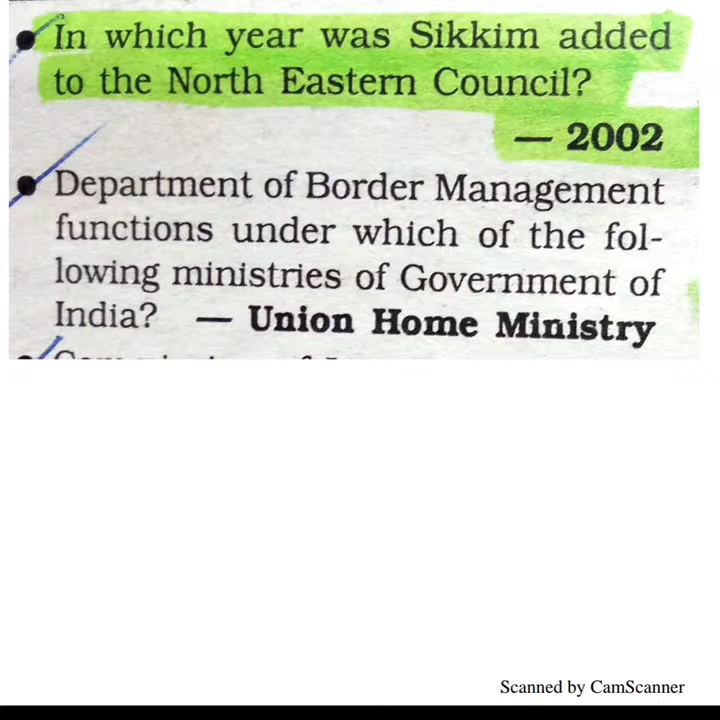 In which year was Sikkim added
to the North Eastern Council?
— 2002
Department of Border Management
functions under which of the fol-
lowing ministries of Government of
India? — Union Home Ministry
Scanned by CamScanner